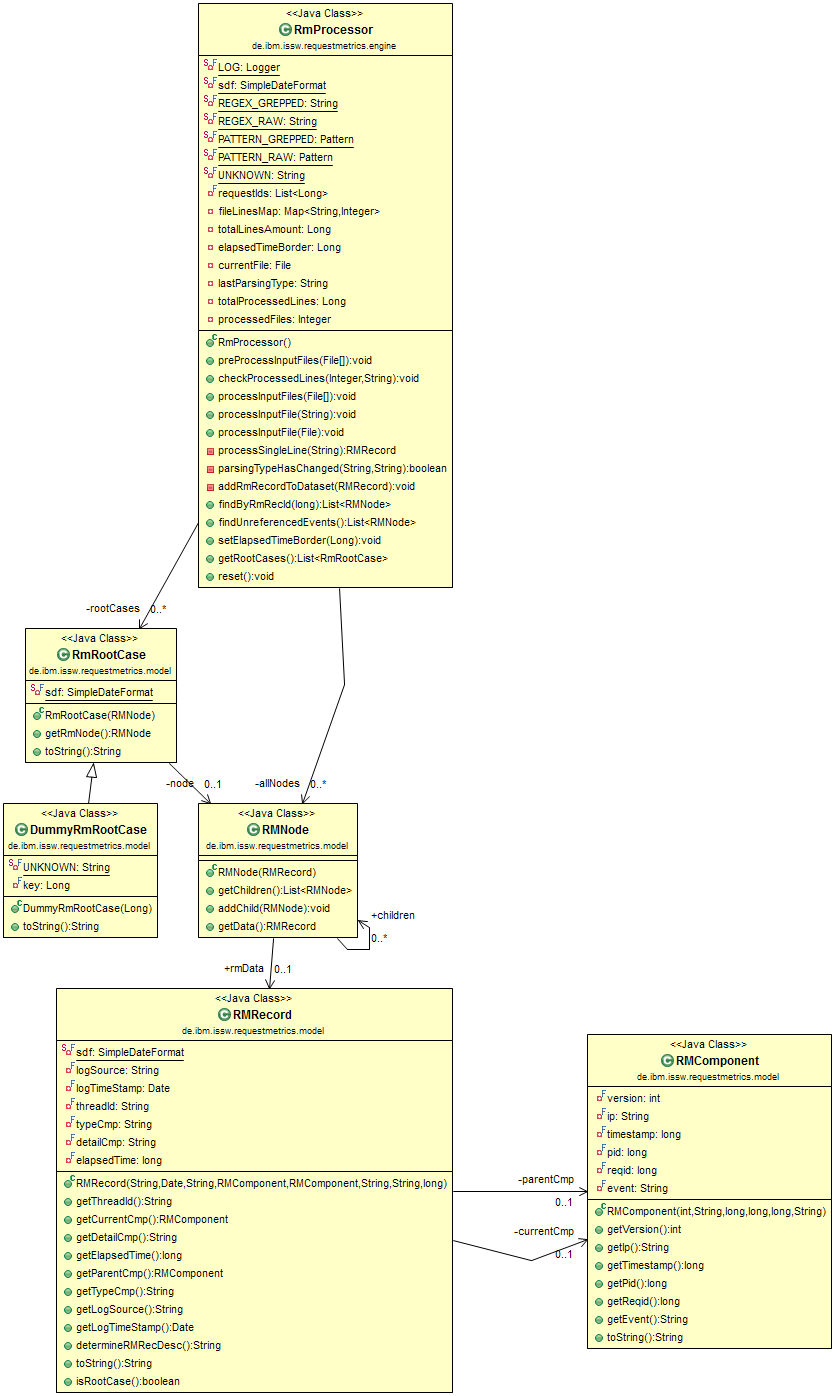 <<Java Class>>
RmProcessor
de.ibm.issw.requestmetrics.engine
LOG: Logger
sdf: SimpleDateFormat
REGEX_GREPPED: String
REGEX_RAW: String
PATTERN_GREPPED: Pattern
PATTERN_RAW: Pattern
UNKNOWN: String
requestIds: List<Long>
fileLinesMap: Map<String,Integer>
totalLinesAmount: Long
elapsedTimeBorder: Long
currentFile: File
lastParsingType: String
totalProcessedLines: Long
processedFiles: Integer
RmProcessor()
preProcessInputFiles(File[]):void
checkProcessedLines(Integer,String):void
processInputFiles(File[]):void
processInputFile(String):void
processInputFile(File):void
processSingleLine(String):RMRecord
parsingTypeHasChanged(String,String):boolean
addRmRecordToDataset(RMRecord):void
findByRmRecId(long):List<RMNode>
findUnreferencedEvents():List<RMNode>
setElapsedTimeBorder(Long):void
getRootCases():List<RmRootCase>
reset():void
-rootCases 0..*
<<Java Class>>
RmRootCase
de.ibm.issw.requestmetrics.model
sdf: SimpleDateFormat
RmRootCase(RMNode)
getRmNode():RMNode
toString():String
-node 0..1
-allNodes 0..*
<<Java Class>>
DummyRmRootCase
de.ibm.issw.requestmetrics.model
UNKNOWN: String
key: Long
DummyRmRootCase(Long)
toString():String
<<Java Class>>
RMNode
de.ibm.issw.requestmetrics.model
RMNode(RMRecord)
getChildren():List<RMNode>
addChild(RMNode):void
getData():RMRecord
+children
0..*
+rmData 0..1
<<Java Class>>
RMRecord
de.ibm.issw.requestmetrics.model
sdf: SimpleDateFormat
logSource: String
logTimeStamp: Date
threadId: String
typeCmp: String
detailCmp: String
elapsedTime: long
RMRecord(String,Date,String,RMComponent,RMComponent,String,String,long)
getThreadId():String
getCurrentCmp():RMComponent
getDetailCmp():String
getElapsedTime():long
getParentCmp():RMComponent
getTypeCmp():String
getLogSource():String
getLogTimeStamp():Date
determineRMRecDesc():String
toString():String
isRootCase():boolean
-parentCmp
0..1
-currentCmp
0..1
<<Java Class>>
RMComponent
de.ibm.issw.requestmetrics.model
version: int
ip: String
timestamp: long
pid: long
reqid: long
event: String
RMComponent(int,String,long,long,long,String)
getVersion():int
getIp():String
getTimestamp():long
getPid():long
getReqid():long
getEvent():String
toString():String